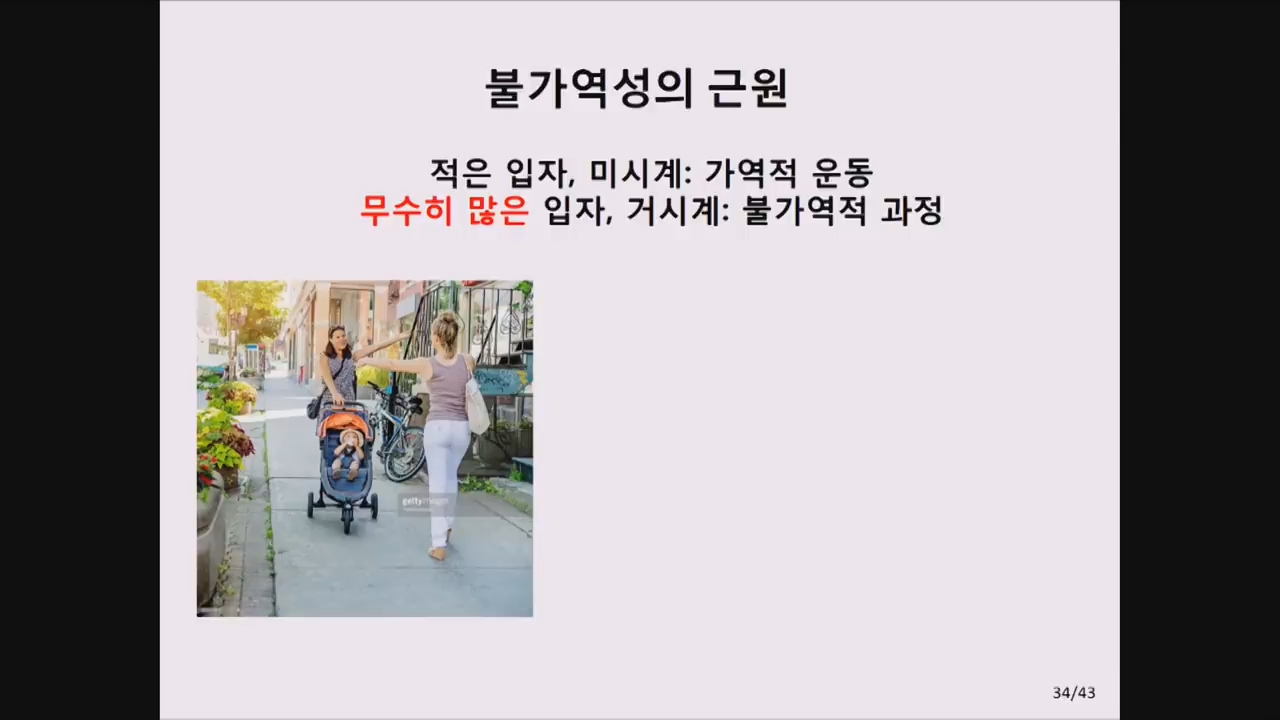 불가역성의 근원
적은 입자, 미시계: 가역적 운동
무수히 많은 입자, 거시계: 불가역적 과정
gettyimages
34/43